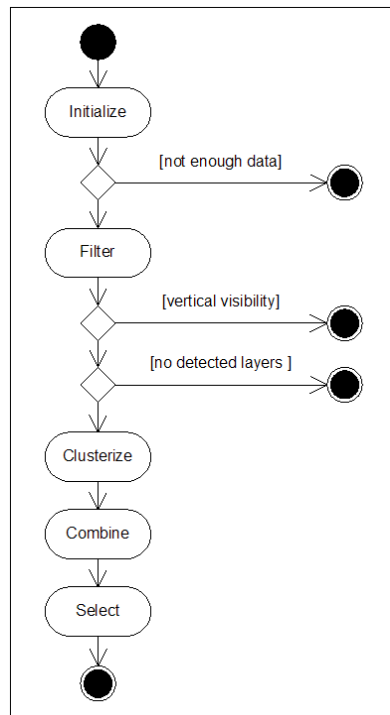 Initialize
[not enough data]
Filter
[vertical visibility]
[no detected layers ]
Clusterize
Combine
Select